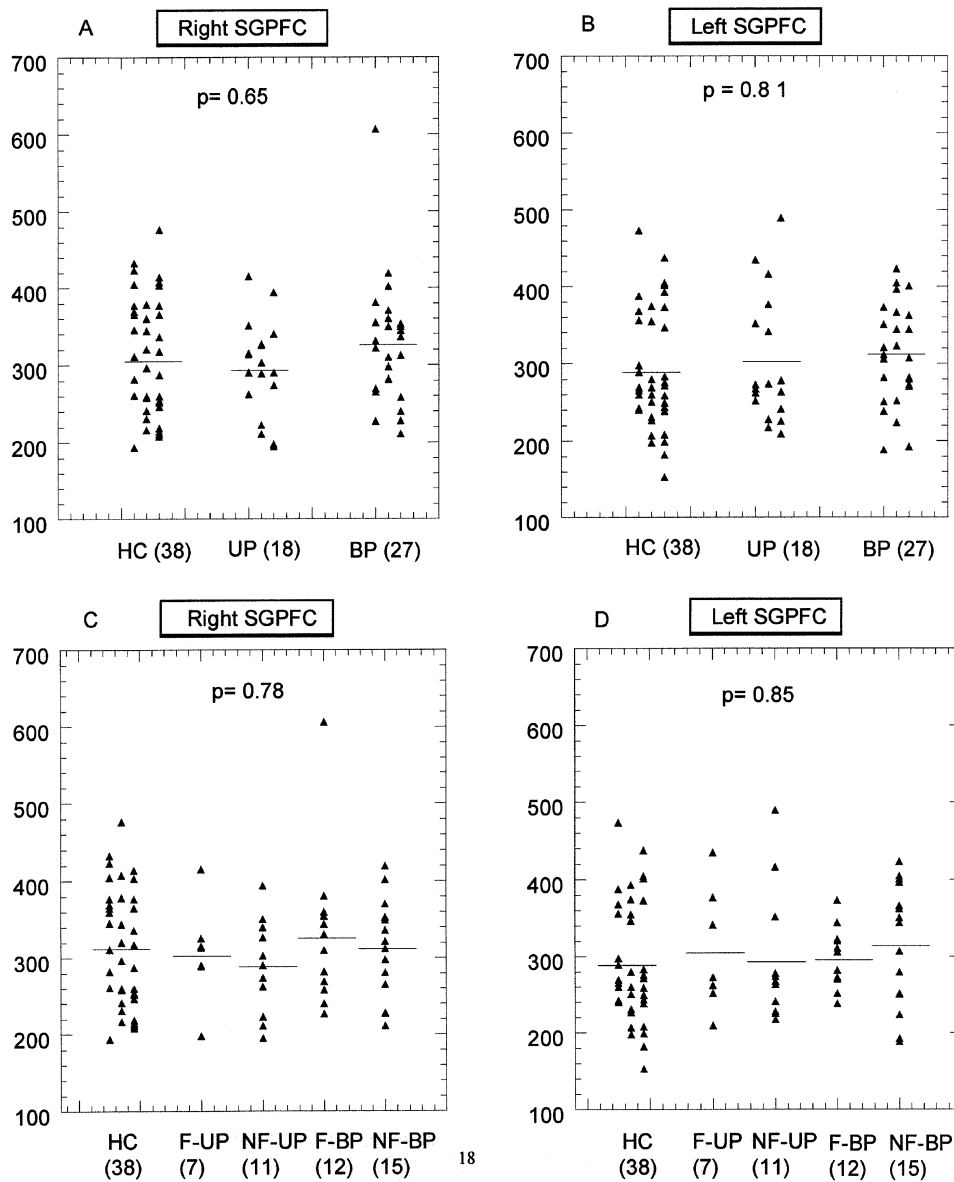 A
Right SGPFC
p= 0.65
700
600
500
400
300
200
100
HC (38) UP (18) BP (27)
B
Left SGPFC
p = 0.8 1
700
600
500
400
300
200
100
HC (38) UP (18) BP (27)
C
Right SGPFC
p= 0.78
700
600
500
400
300
200
100
HC F-UP NF-UP F-BP NF-BP
(38) (7) (11) (12) (15)
D
Left SGPFC
p= 0.85
700
600
500
400
300
200
100
HC F-UP NF-UP F-BP NF-BP
(38) (7) (11) (12) (15)
18